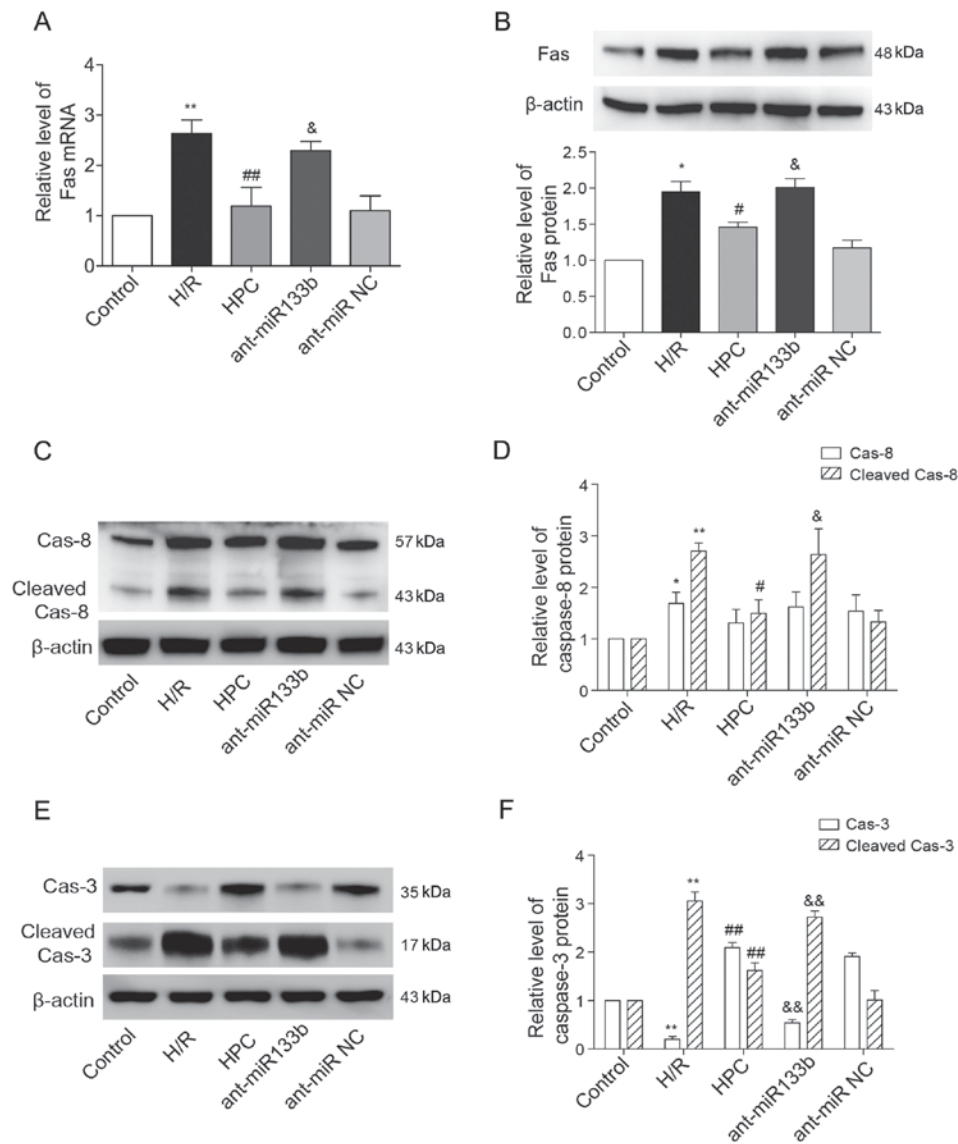 A
Relative level of
Fas mRNA
4
3
2
1
0
**
##
&
Control
H/R
HPC
ant-miR133b
ant-miR NC
B
Fas
48 kDa
β-actin
43 kDa
Relative level of
Fas protein
2.5
2.0
1.5
1.0
0.5
0.0
*
#
&
Control
H/R
HPC
ant-miR133b
ant-miR NC
C
Cas-8
57 kDa
Cleaved
Cas-8
43 kDa
β-actin
43 kDa
Control
H/R
HPC
ant-miR133b
ant-miR NC
D
Cas-8
Cleaved Cas-8
Relative level of
caspase-8 protein
4
3
2
1
0
*
**
#
&
Control
H/R
HPC
ant-miR133b
ant-miR NC
E
Cas-3
35 kDa
Cleaved
Cas-3
17 kDa
β-actin
43 kDa
Control
H/R
HPC
ant-miR133b
ant-miR NC
F
Cas-3
Cleaved Cas-3
Relative level of
caspase-3 protein
4
3
2
1
0
**
**
##
##
&&
&&
Control
H/R
HPC
ant-miR133b
ant-miR NC